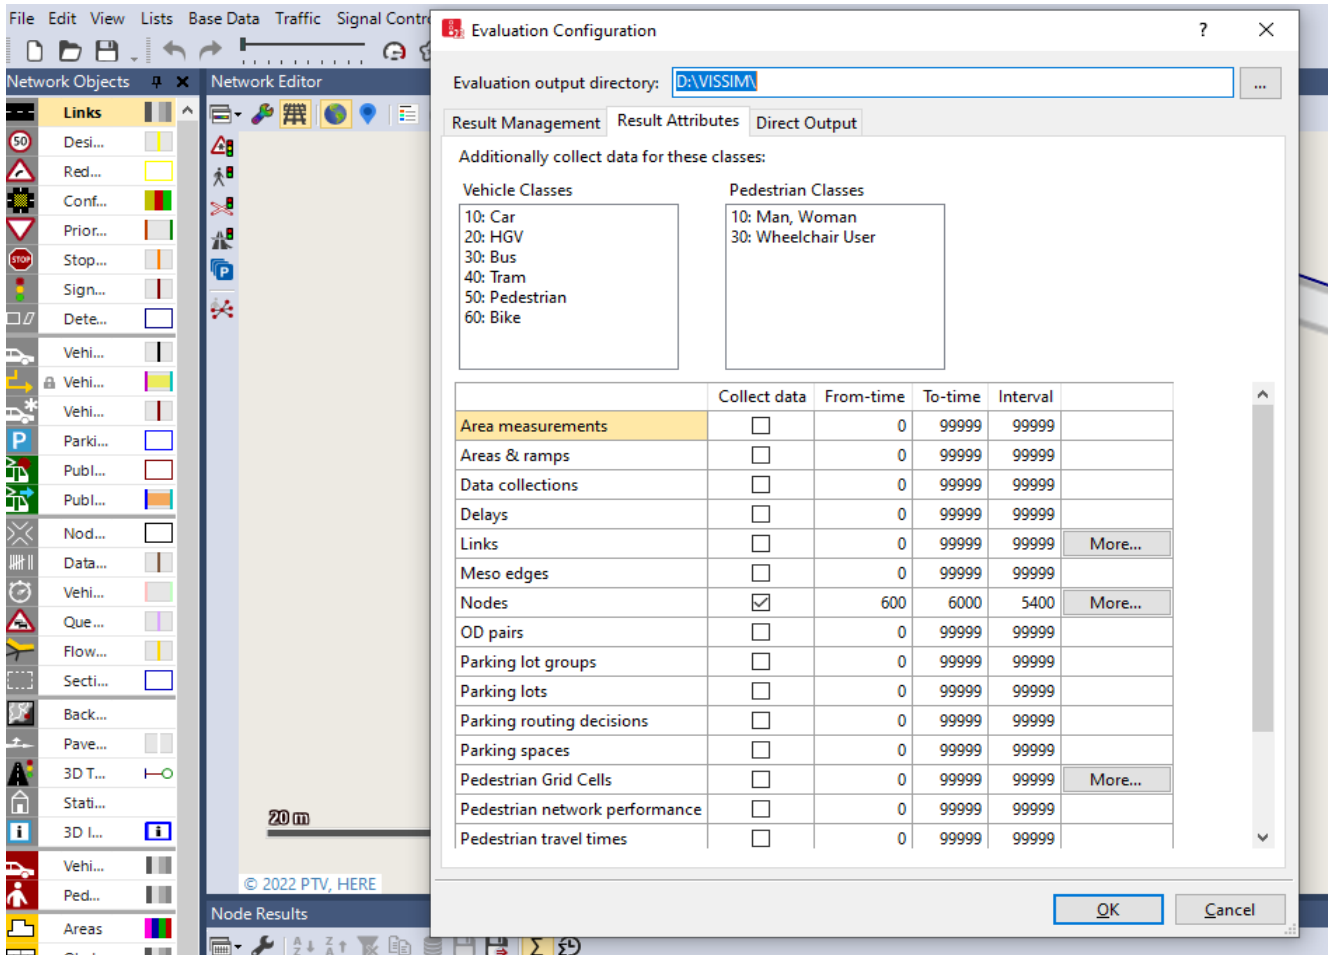 File Edit View Lists Base Data Traffic Signal Contr
Evaluation Configuration
?
Network Objects
Network Editor
Evaluation output directory: D:\VISSIM\ ...
Result Management Result Attributes Direct Output
Additionally collect data for these classes:
Vehicle Classes
10: Car
20: HGV
30: Bus
40: Tram
50: Pedestrian
60: Bike
Pedestrian Classes
10: Man, Woman
30: Wheelchair User
Collect data From-time To-time Interval
Area measurements 0 99999 99999
Areas & ramps 0 99999 99999
Data collections 0 99999 99999
Delays 0 99999 99999
Links 0 99999 99999 More...
Meso edges 0 99999 99999
Nodes 600 6000 5400 More...
OD pairs 0 99999 99999
Parking lot groups 0 99999 99999
Parking lots 0 99999 99999
Parking routing decisions 0 99999 99999
Parking spaces 0 99999 99999
Pedestrian Grid Cells 0 99999 99999 More...
Pedestrian network performance 0 99999 99999
Pedestrian travel times 0 99999 99999
OK Cancel
Links
50 Desi...
Red...
Conf...
Prior...
STOP Stop...
Sign...
Dete...
Vehi...
Vehi...
Vehi...
P Parki...
Publ...
Publ...
Nod...
Data...
Vehi...
Que...
Flow...
Secti...
Back...
Pave...
3D T...
Stati...
i 3D I... i
Vehi...
Ped...
Areas
P
20 m
© 2022 PTV, HERE
Node Results